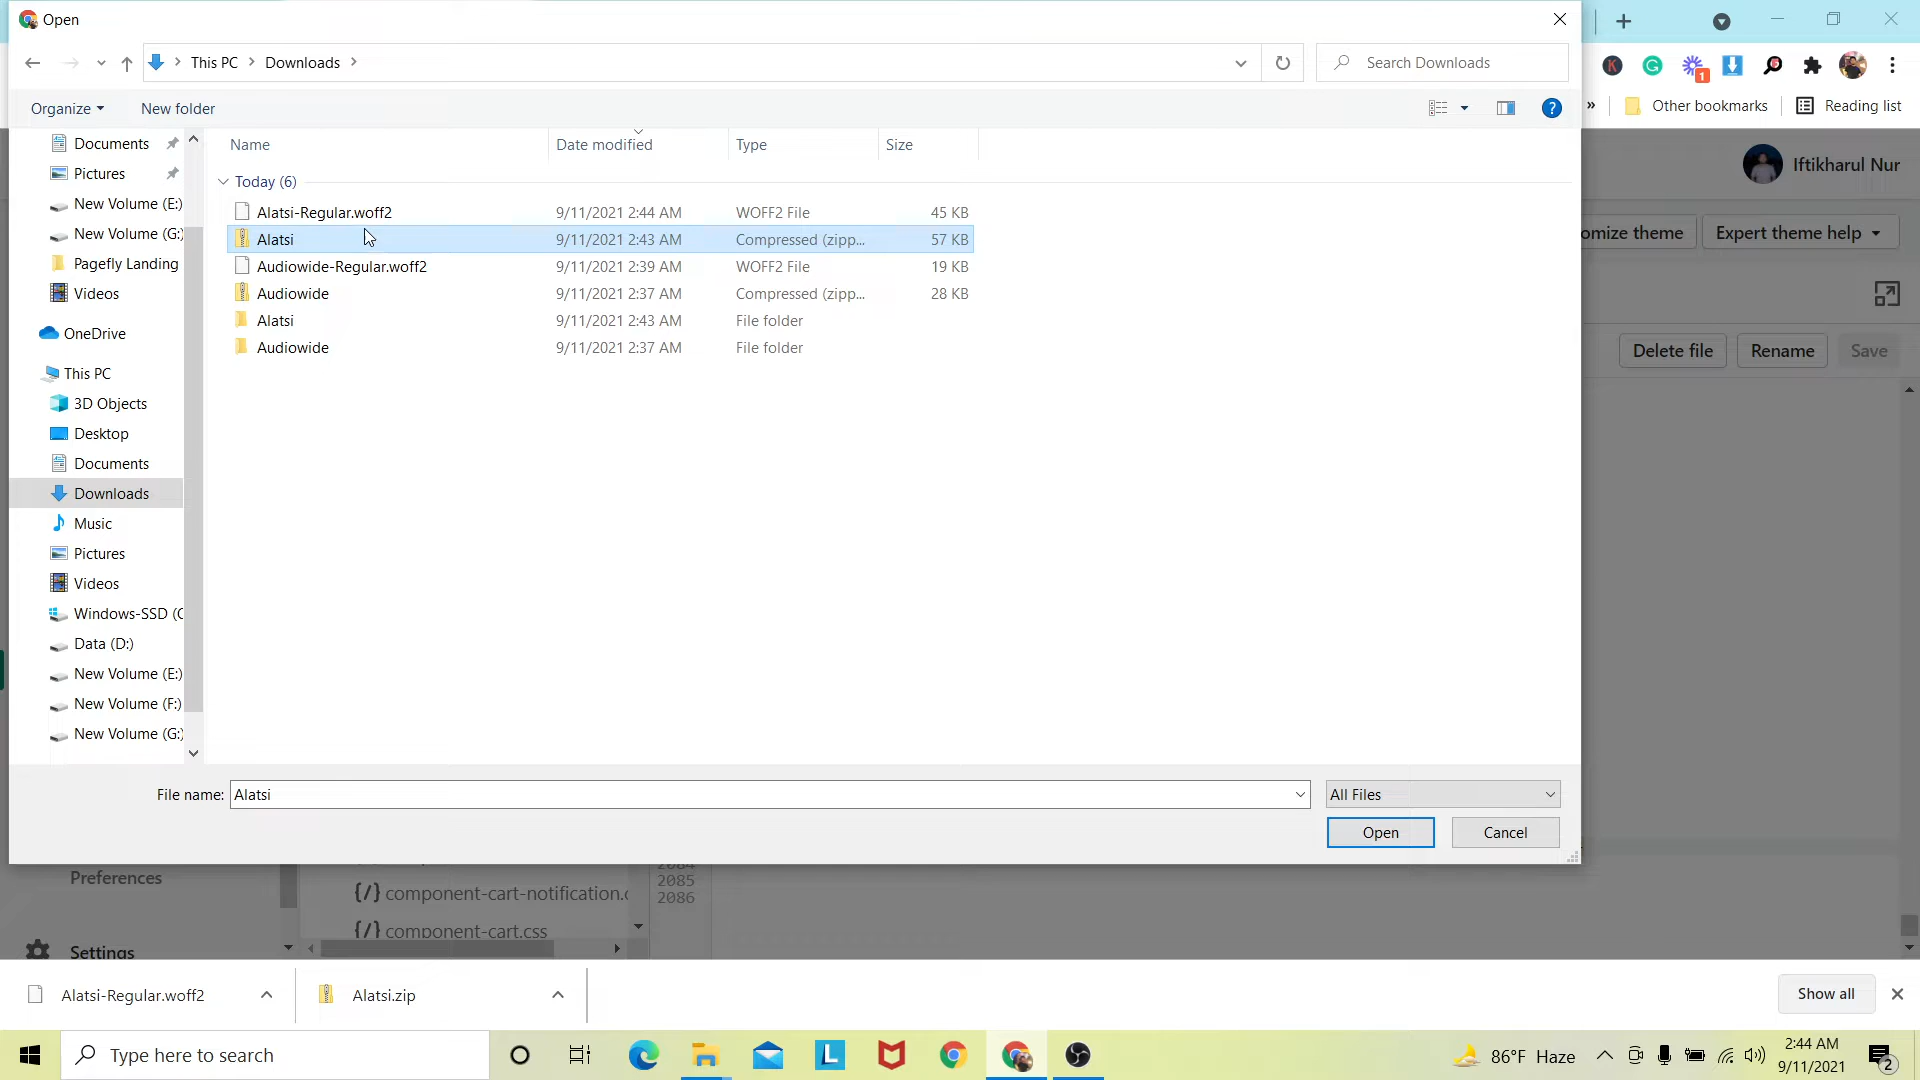 Open
This PC
Downloads
Search Downloads
Organize
New folder
Documents
Pictures
New Volume (E:)
New Volume (G:)
Pagefly Landing
Videos
OneDrive
This PC
3D Objects
Desktop
Documents
Downloads
Music
Pictures
Videos
Windows-SSD (C
Data (D:)
New Volume (E:)
New Volume (F:)
New Volume (G:)
Name Date modified Type Size
Today (6)
Alatsi-Regular.woff2 9/11/2021 2:44 AM WOFF2 File 45 KB
Alatsi 9/11/2021 2:43 AM Compressed (zipp... 57 KB
Audiowide-Regular.woff2 9/11/2021 2:39 AM WOFF2 File 19 KB
Audiowide 9/11/2021 2:37 AM Compressed (zipp... 28 KB
Alatsi 9/11/2021 2:43 AM File folder
Audiowide 9/11/2021 2:37 AM File folder
File name: Alatsi
All Files
Open
Cancel
1
» Other bookmarks Reading list
Iftikharul Nur
omize theme
Expert theme help
Delete file
Rename
Save
Preferences
Settings
{/} component-cart-notification.c
{/} component-cart.css
2084
2085
2086
Alatsi-Regular.woff2
Alatsi.zip
Show all
Type here to search
86°F Haze
2:44 AM
9/11/2021
2